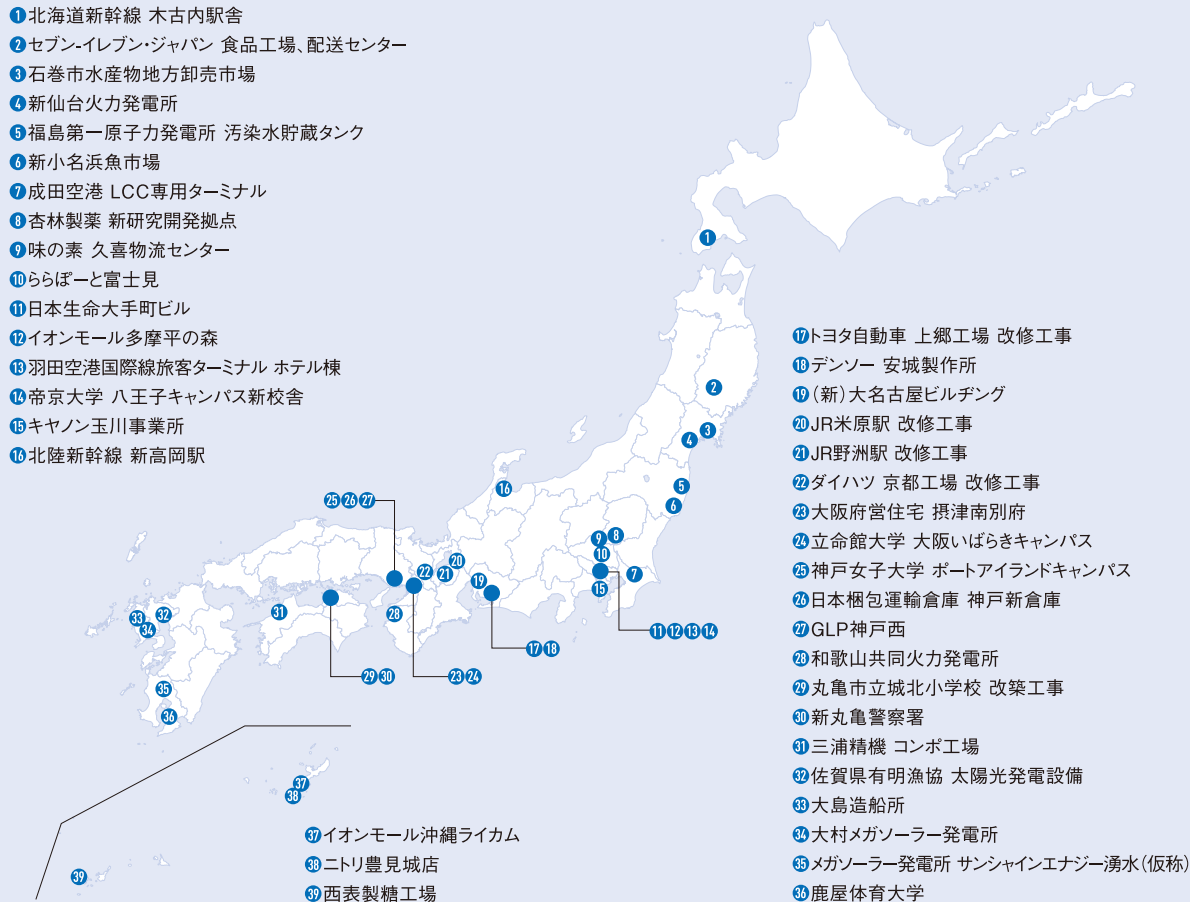 ❶北海道新幹線 木古内駅舎
❷セブン-イレブン・ジャパン 食品工場、配送センター
❸石巻市水産物地方卸売市場
❹新仙台火力発電所
❺福島第一原子力発電所 汚染水貯蔵タンク
❻新小名浜魚市場
❼成田空港 LCC専用ターミナル
❽杏林製薬 新研究開発拠点
❾味の素 久喜物流センター
❿ららぽーと富士見
⓫日本生命大手町ビル
⓬イオンモール多摩平の森
⓭羽田空港国際線旅客ターミナル ホテル棟
⓮帝京大学 八王子キャンパス新校舎
⓯キヤノン玉川事業所
⓰北陸新幹線 新高岡駅
⓱トヨタ自動車 上郷工場 改修工事
⓲デンソー 安城製作所
⓳(新)大名古屋ビルヂング
⓴JR米原駅 改修工事
21JR野洲駅 改修工事
22ダイハツ 京都工場 改修工事
23大阪府営住宅 摂津南別府
24立命館大学 大阪いばらきキャンパス
25神戸女子大学 ポートアイランドキャンパス
26日本梱包運輸倉庫 神戸新倉庫
27GLP神戸西
28和歌山共同火力発電所
29丸亀市立城北小学校 改築工事
30新丸亀警察署
31三浦精機 コンポ工場
32佐賀県有明漁協 太陽光発電設備
33大島造船所
34大村メガソーラー発電所
35メガソーラー発電所 サンシャインエナジー湧水(仮称)
36鹿屋体育大学
37イオンモール沖縄ライカム
38ニトリ豊見城店
39西表製糖工場
1
2
3
4
5
6
16
25 26 27
9
8
10
7
15
20
22
21
19
28
31
33
32
34
11 12 13 14
17 18
29 30
23 24
35
36
37
38
39